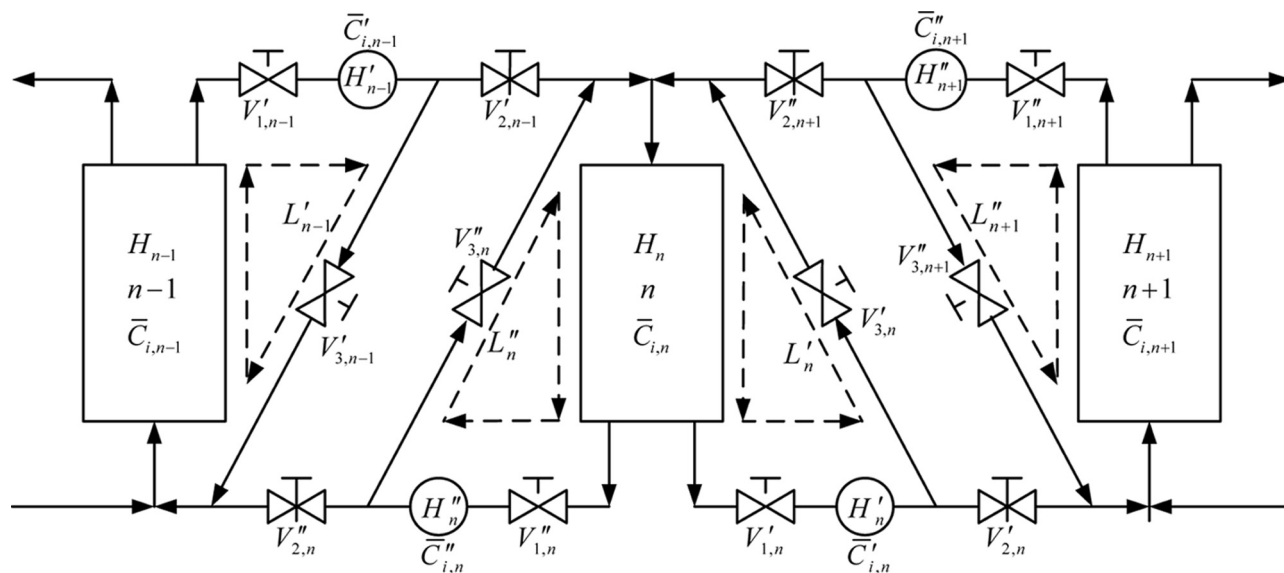 C̅′ᵢ,ₙ₋₁
C̅″ᵢ,ₙ₊₁
H′ₙ₋₁
H″ₙ₊₁
V′₁,ₙ₋₁
V′₂,ₙ₋₁
V″₂,ₙ₊₁
V″₁,ₙ₊₁
L′ₙ₋₁
L″ₙ₊₁
Hₙ₋₁
n−1
C̅ᵢ,ₙ₋₁
V″₃,ₙ
Hₙ
n
C̅ᵢ,ₙ
V″₃,ₙ₊₁
Hₙ₊₁
n+1
C̅ᵢ,ₙ₊₁
V′₃,ₙ₋₁
L″ₙ
L′ₙ
V′₃,ₙ
H″ₙ
H′ₙ
V″₂,ₙ
C̅″ᵢ,ₙ
V″₁,ₙ
V′₁,ₙ
C̅′ᵢ,ₙ
V′₂,ₙ